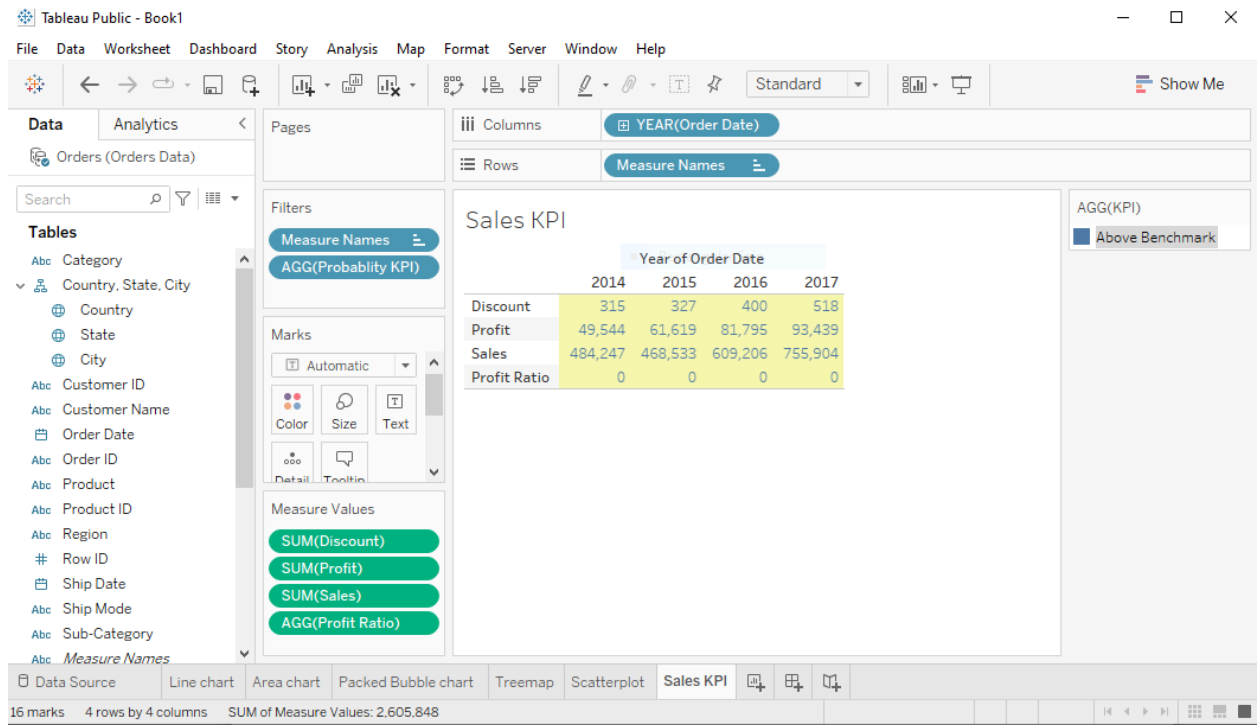 Tableau Public - Book1
File Data Worksheet Dashboard Story Analysis Map Format Server Window Help
Standard
Show Me
Data Analytics
Orders (Orders Data)
Search
Tables
Abc Category
Country, State, City
Country
State
City
Abc Customer ID
Abc Customer Name
Order Date
Abc Order ID
Abc Product
Abc Product ID
Abc Region
# Row ID
Ship Date
Abc Ship Mode
Abc Sub-Category
Abc Measure Names
Pages
Filters
Measure Names
AGG(Probablity KPI)
Marks
T Automatic
Color Size Text
Detail Tooltip
Measure Values
SUM(Discount)
SUM(Profit)
SUM(Sales)
AGG(Profit Ratio)
Columns YEAR(Order Date)
Rows Measure Names
Sales KPI
Year of Order Date
2014 2015 2016 2017
Discount 315 327 400 518
Profit 49,544 61,619 81,795 93,439
Sales 484,247 468,533 609,206 755,904
Profit Ratio 0 0 0 0
AGG(KPI)
Above Benchmark
Data Source Line chart Area chart Packed Bubble chart Treemap Scatterplot Sales KPI
16 marks 4 rows by 4 columns SUM of Measure Values: 2,605,848